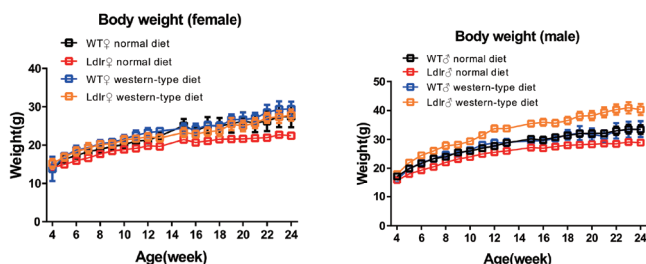 Body weight (female)
WT♀ normal diet
Ldlr♀ normal diet
WT♀ western-type diet
Ldlr♀ western-type diet
40
30
20
10
0
Weight(g)
4 6 8 10 12 14 16 18 20 22 24
Age(week)
Body weight (male)
WT♂ normal diet
Ldlr♂ normal diet
WT♂ western-type diet
Ldlr♂ western-type diet
50
40
30
20
10
0
Weight(g)
4 6 8 10 12 14 16 18 20 22 24
Age(week)